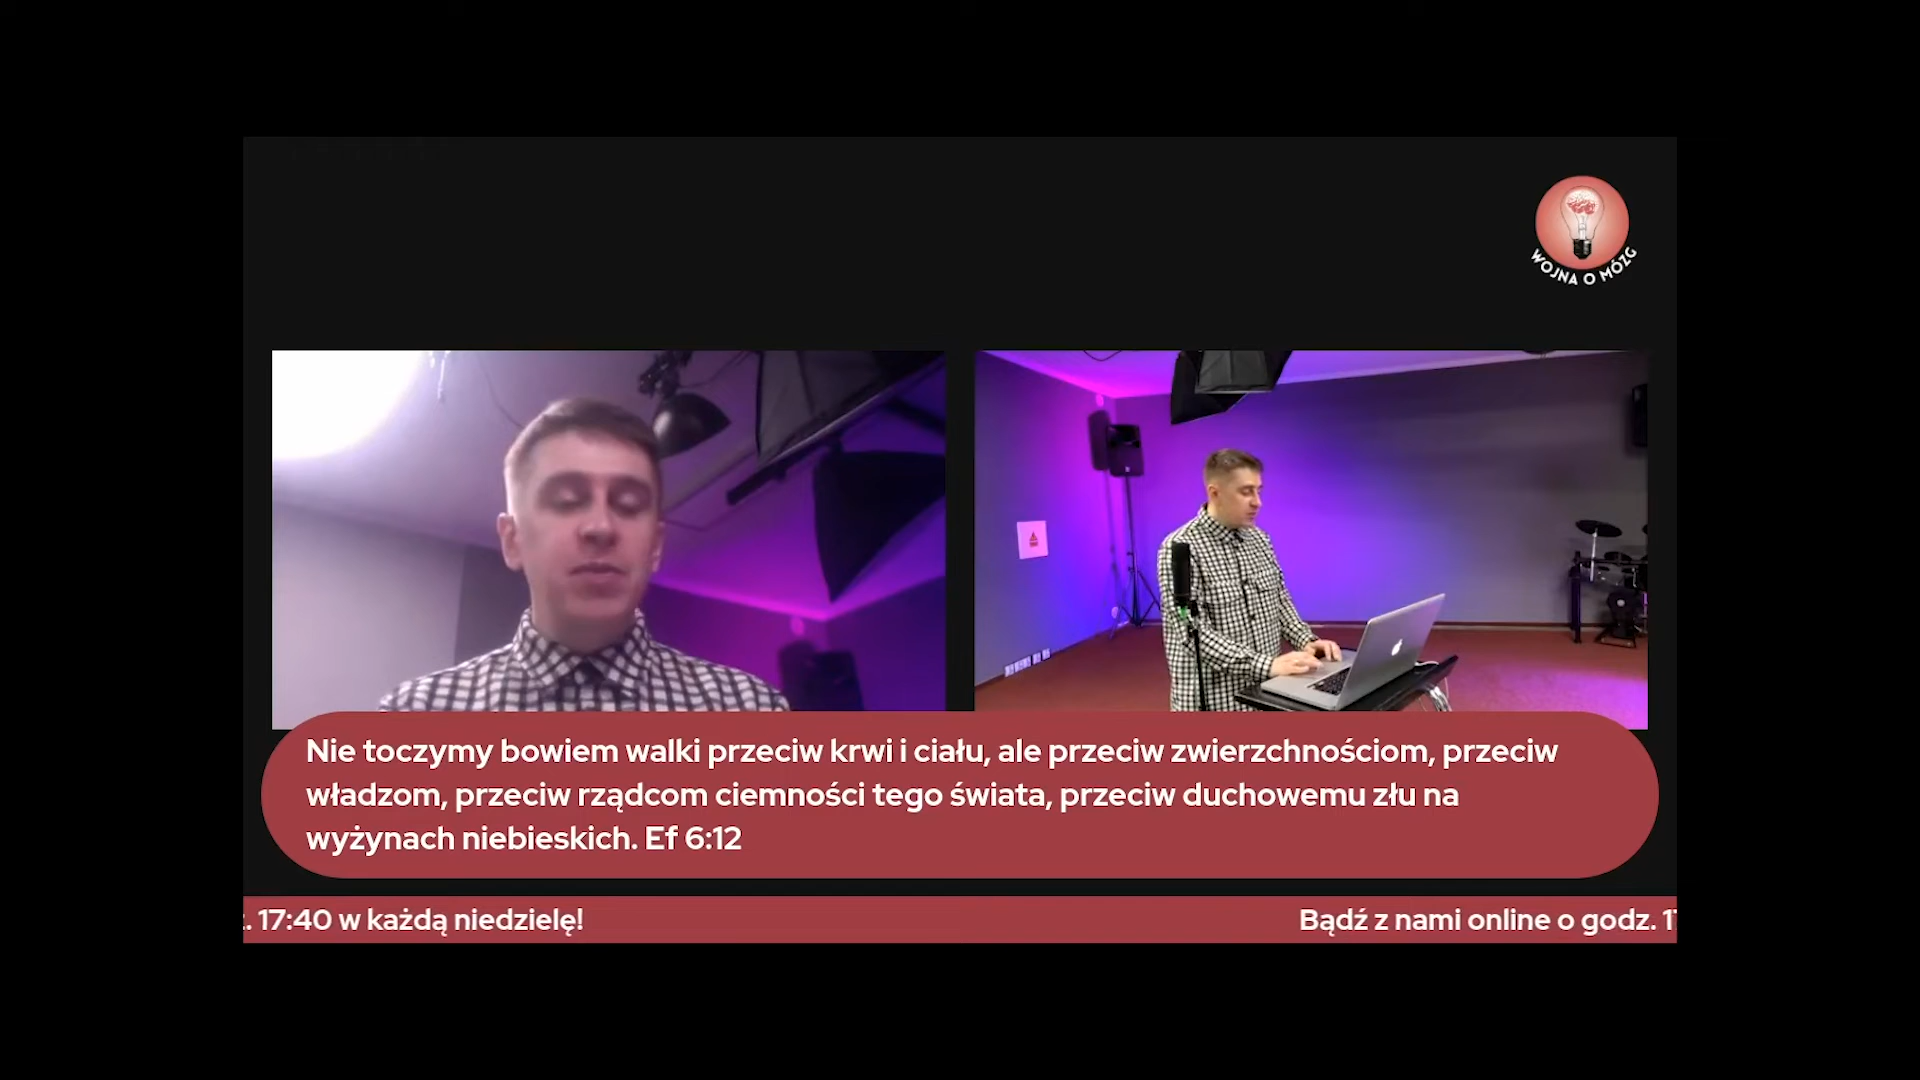 WOJNA O MÓZG
Nie toczymy bowiem walki przeciw krwi i ciału, ale przeciw zwierzchnościom, przeciw
władzom, przeciw rządcom ciemności tego świata, przeciw duchowemu złu na
wyżynach niebieskich. Ef 6:12
. 17:40 w każdą niedzielę! Bądź z nami online o godz. 1